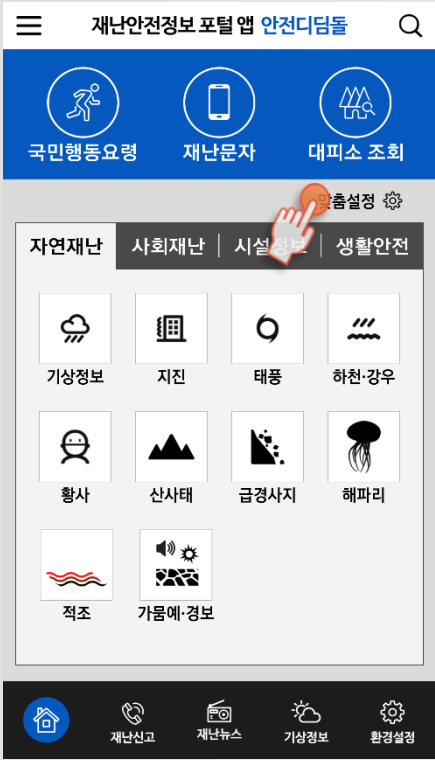 재난안전정보 포털 앱 안전디딤돌
국민행동요령 재난문자 대피소 조회
맞춤설정
자연재난 사회재난 시설정보 생활안전
기상정보 지진 태풍 하천·강우
황사 산사태 급경사지 해파리
적조 가뭄예·경보
재난신고 재난뉴스 기상정보 환경설정